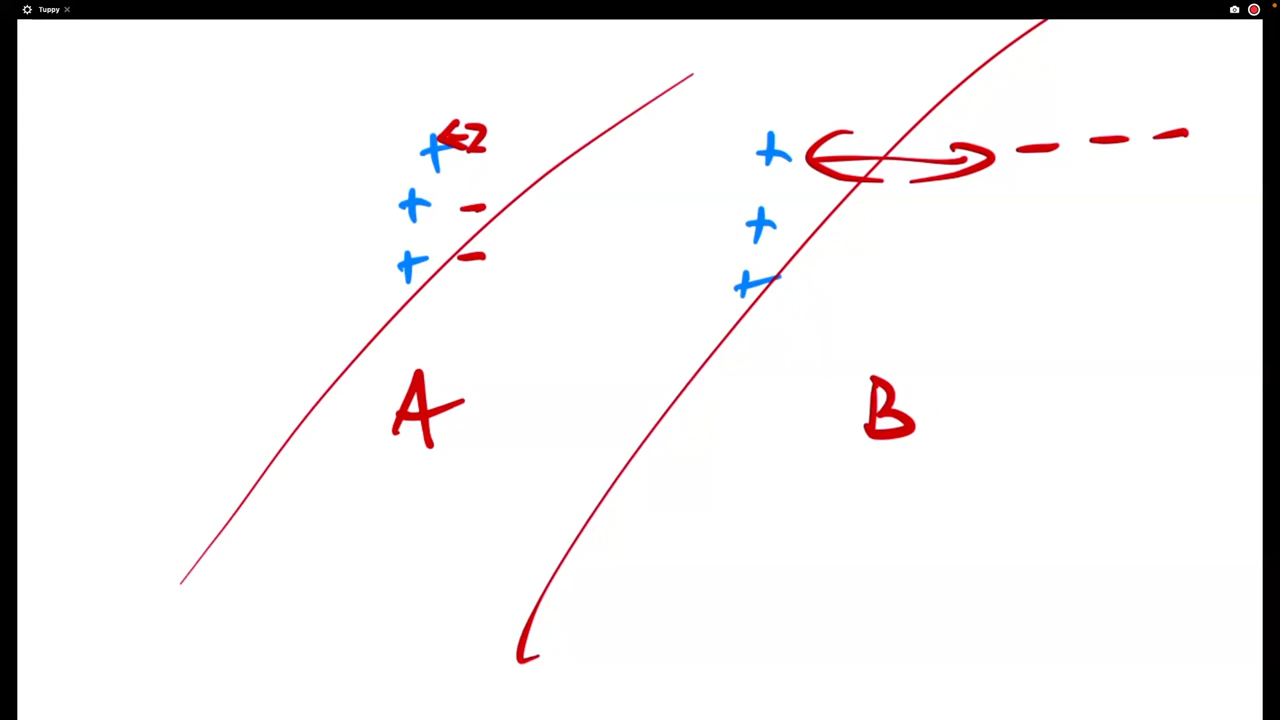 Tuppy
+ + - - -
+ - +
+ - +
A B